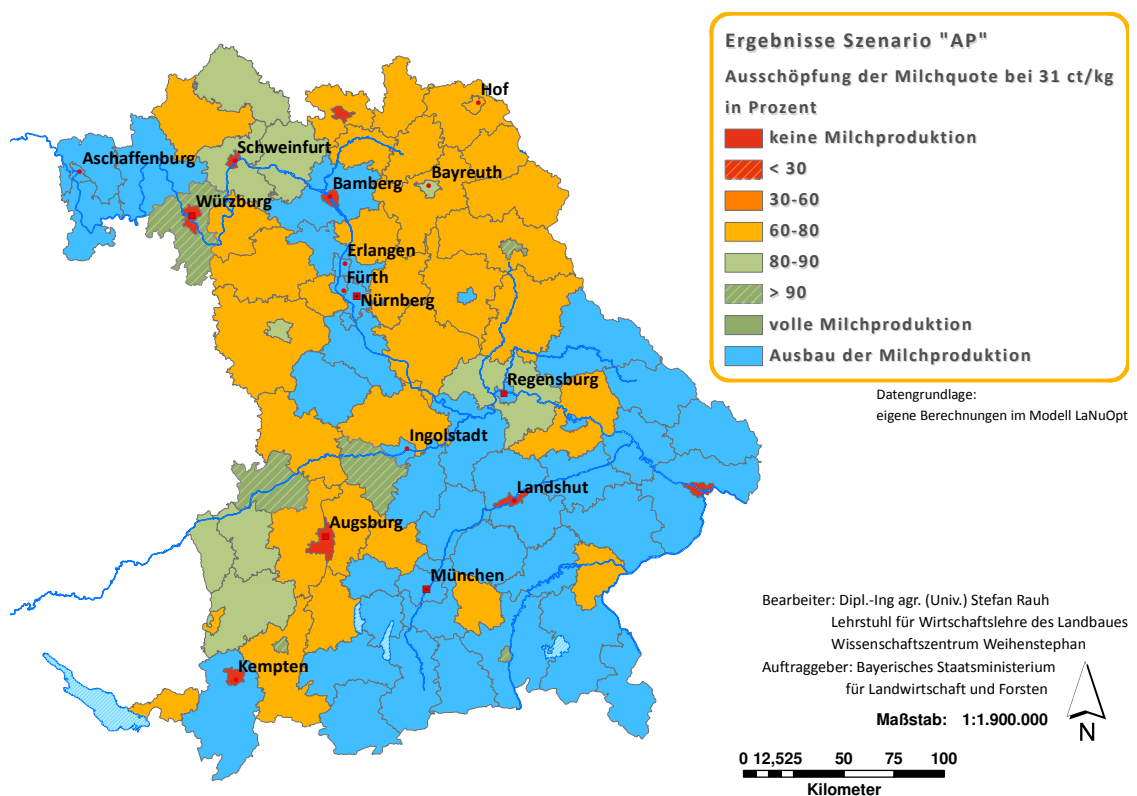 Ergebnisse Szenario "AP"
Ausschöpfung der Milchquote bei 31 ct/kg
in Prozent
keine Milchproduktion
< 30
30-60
60-80
80-90
> 90
volle Milchproduktion
Ausbau der Milchproduktion
Hof
Schweinfurt
Aschaffenburg
Bayreuth
Bamberg
Würzburg
Erlangen
Fürth
Nürnberg
Regensburg
Ingolstadt
Landshut
Augsburg
München
Kempten
Datengrundlage:
eigene Berechnungen im Modell LaNuOpt
Bearbeiter: Dipl.-Ing agr. (Univ.) Stefan Rauh
Lehrstuhl für Wirtschaftslehre des Landbaues
Wissenschaftszentrum Weihenstephan
Auftraggeber: Bayerisches Staatsministerium
für Landwirtschaft und Forsten
Maßstab: 1:1.900.000
N
0 12,525 50 75 100
Kilometer